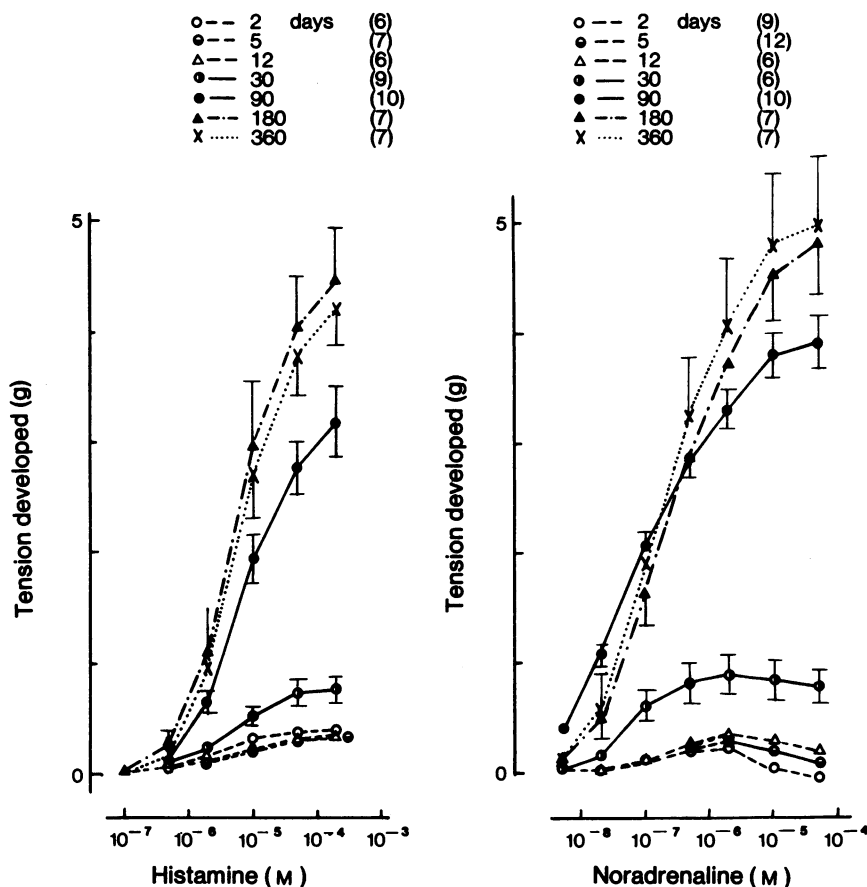 2 days (6)
5 (7)
12 (6)
30 (9)
90 (10)
180 (7)
360 (7)
5
0
Tension developed (g)
10⁻⁷ 10⁻⁶ 10⁻⁵ 10⁻⁴ 10⁻³
Histamine (M)
2 days (9)
5 (12)
12 (6)
30 (6)
90 (10)
180 (7)
360 (7)
5
0
Tension developed (g)
10⁻⁸ 10⁻⁷ 10⁻⁶ 10⁻⁵ 10⁻⁴
Noradrenaline (M)